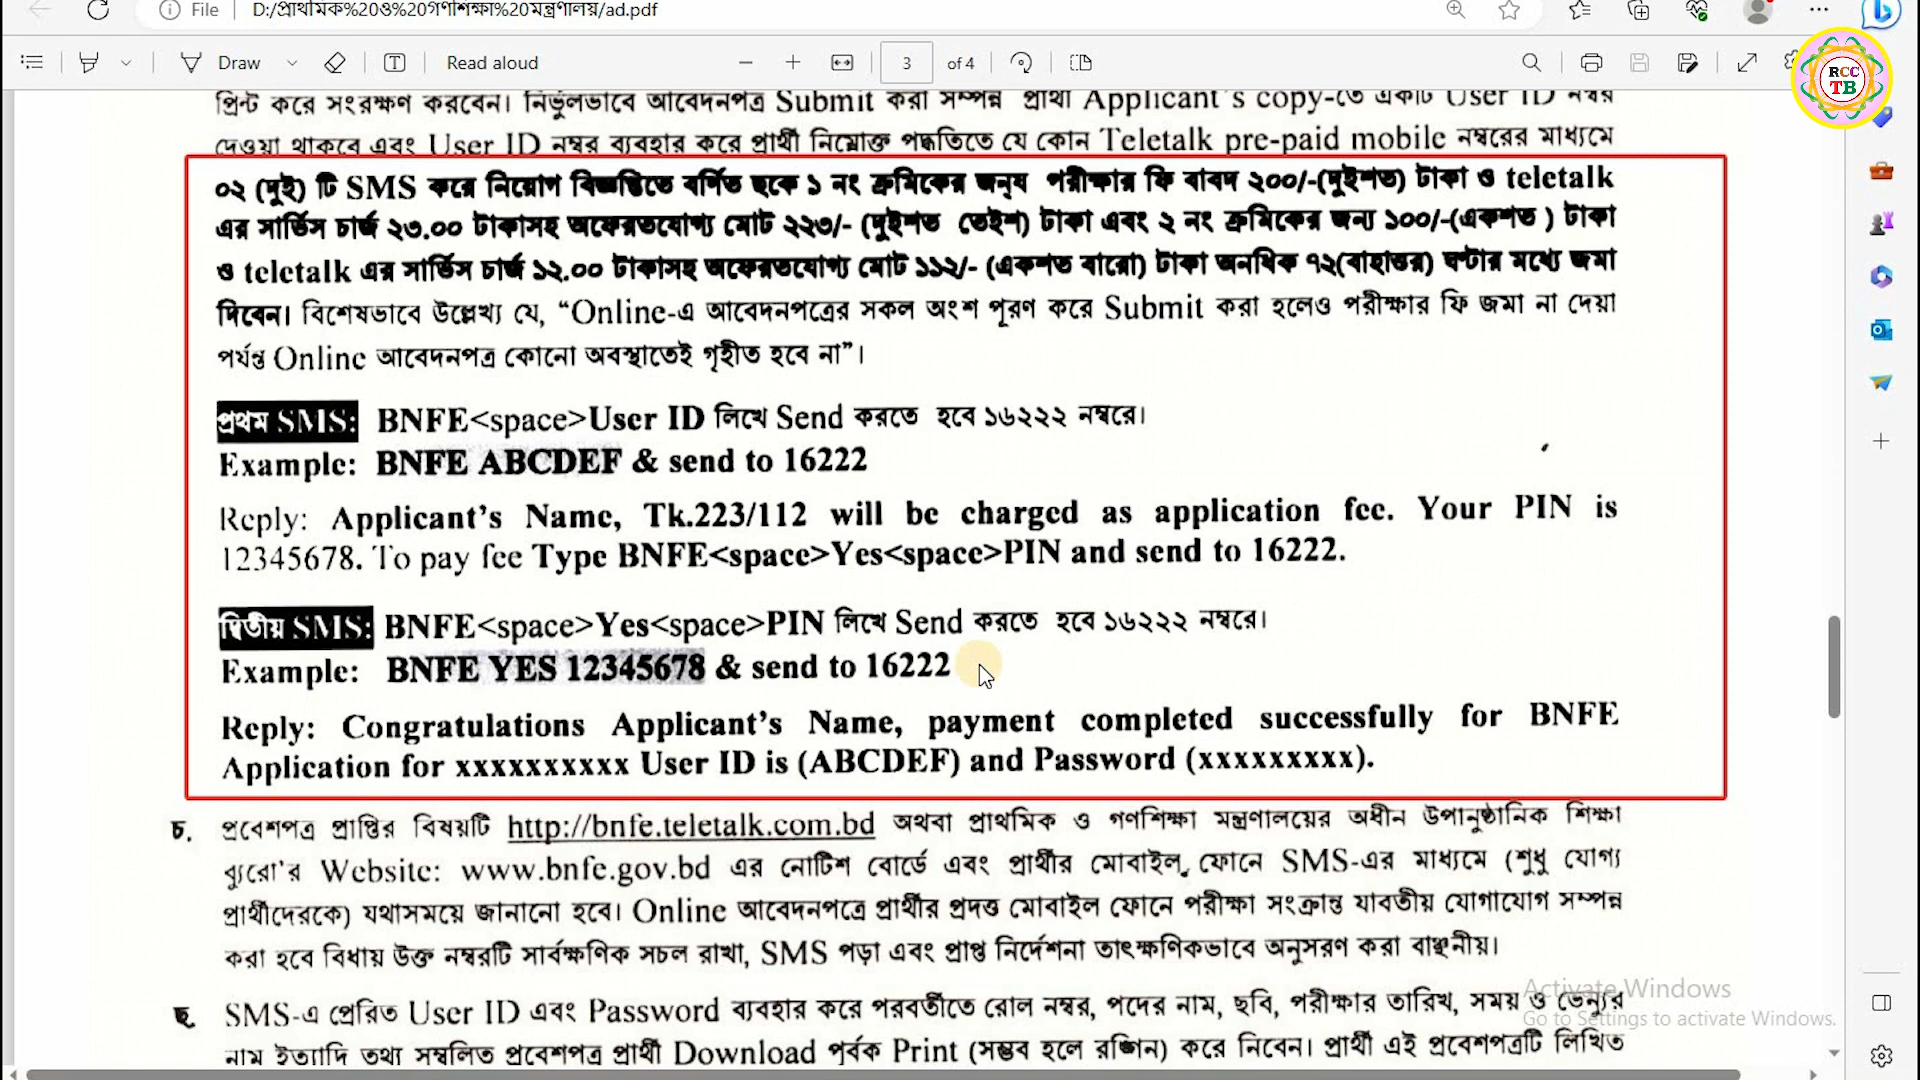 File D:/প্রাথমিক%20ও%20গণশিক্ষা%20মন্ত্রণালয়/ad.pdf
Draw Read aloud 3 of 4
RCC
TB
প্রিন্ট করে সংরক্ষণ করবেন। নির্ভুলভাবে আবেদনপত্র Submit করা সম্পন্ন প্রার্থী Applicant's copy-তে একটি User ID নম্বর
দেওয়া থাকবে এবং User ID নম্বর ব্যবহার করে প্রার্থী নিম্নোক্ত পদ্ধতিতে যে কোন Teletalk pre-paid mobile নম্বরের মাধ্যমে
০২ (দুই) টি SMS করে নিয়োগ বিজ্ঞপ্তিতে বর্ণিত ছকে ১ নং ক্রমিকের জন্য পরীক্ষার ফি বাবদ ২০০/-(দুইশত) টাকা ও teletalk
এর সার্ভিস চার্জ ২৩.০০ টাকাসহ অফেরতযোগ্য মোট ২২৩/- (দুইশত তেইশ) টাকা এবং ২ নং ক্রমিকের জন্য ১০০/-(একশত ) টাকা
ও teletalk এর সার্ভিস চার্জ ১২.০০ টাকাসহ অফেরতযোগ্য মোট ১১২/- (একশত বারো) টাকা অনধিক ৭২(বাহাত্তর) ঘণ্টার মধ্যে জমা
দিবেন। বিশেষভাবে উল্লেখ্য যে, “Online-এ আবেদনপত্রের সকল অংশ পূরণ করে Submit করা হলেও পরীক্ষার ফি জমা না দেয়া
পর্যন্ত Online আবেদনপত্র কোনো অবস্থাতেই গৃহীত হবে না”।
প্রথম SMS: BNFE<space>User ID লিখে Send করতে হবে ১৬২২২ নম্বরে।
Example: BNFE ABCDEF & send to 16222
Reply: Applicant's Name, Tk.223/112 will be charged as application fee. Your PIN is
12345678. To pay fee Type BNFE<space>Yes<space>PIN and send to 16222.
দ্বিতীয় SMS: BNFE<space>Yes<space>PIN লিখে Send করতে হবে ১৬২২২ নম্বরে।
Example: BNFE YES 12345678 & send to 16222
Reply: Congratulations Applicant's Name, payment completed successfully for BNFE
Application for xxxxxxxxxx User ID is (ABCDEF) and Password (xxxxxxxxx).
চ. প্রবেশপত্র প্রাপ্তির বিষয়টি http://bnfe.teletalk.com.bd অথবা প্রাথমিক ও গণশিক্ষা মন্ত্রণালয়ের অধীন উপানুষ্ঠানিক শিক্ষা
ব্যুরো'র Website: www.bnfe.gov.bd এর নোটিশ বোর্ডে এবং প্রার্থীর মোবাইল ফোনে SMS-এর মাধ্যমে (শুধু যোগ্য
প্রার্থীদেরকে) যথাসময়ে জানানো হবে। Online আবেদনপত্রে প্রার্থীর প্রদত্ত মোবাইল ফোনে পরীক্ষা সংক্রান্ত যাবতীয় যোগাযোগ সম্পন্ন
করা হবে বিধায় উক্ত নম্বরটি সার্বক্ষণিক সচল রাখা, SMS পড়া এবং প্রাপ্ত নির্দেশনা তাৎক্ষণিকভাবে অনুসরণ করা বাঞ্ছনীয়।
ছ. SMS-এ প্রেরিত User ID এবং Password ব্যবহার করে পরবর্তীতে রোল নম্বর, পদের নাম, ছবি, পরীক্ষার তারিখ, সময় ও ভেন্যুর
নাম ইত্যাদি তথ্য সম্বলিত প্রবেশপত্র প্রার্থী Download পূর্বক Print (সম্ভব হলে রঙ্গিন) করে নিবেন। প্রার্থী এই প্রবেশপত্রটি লিখিত
Activate Windows
Go to Settings to activate Windows.